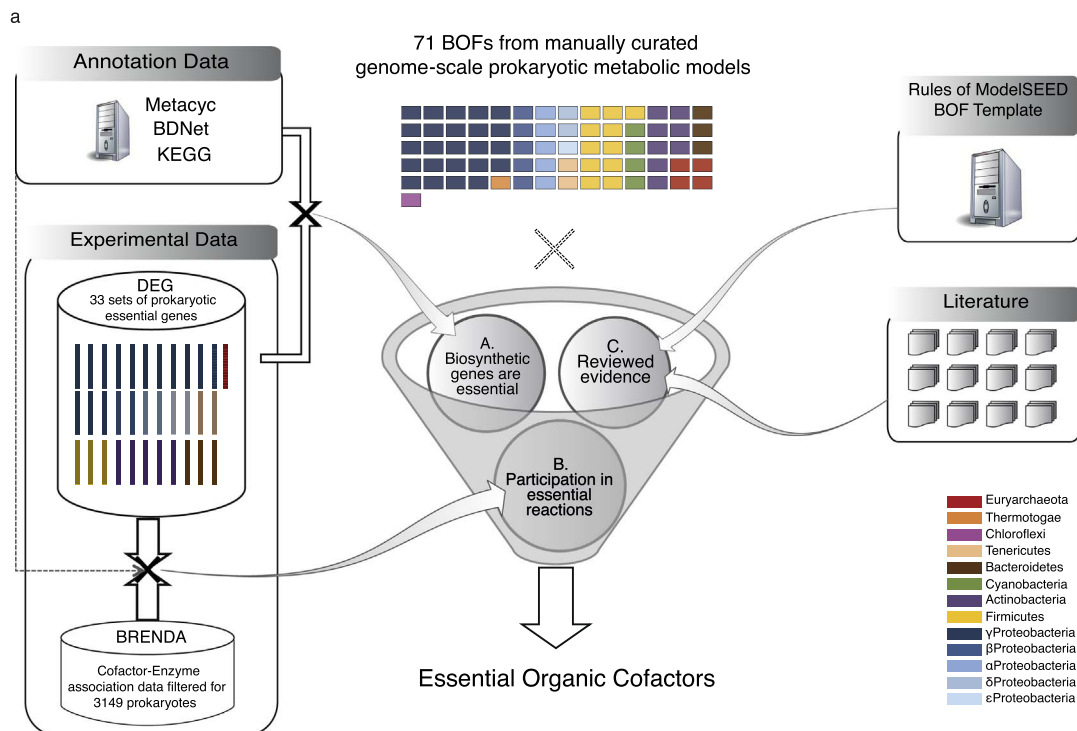 a
Annotation Data
Metacyc
BDNet
KEGG
71 BOFs from manually curated
genome-scale prokaryotic metabolic models
Rules of ModelSEED
BOF Template
Experimental Data
DEG
33 sets of prokaryotic
essential genes
Literature
A.
Biosynthetic
genes are
essential
C.
Reviewed
evidence
B.
Participation in
essential
reactions
BRENDA
Cofactor-Enzyme
association data filtered for
3149 prokaryotes
Essential Organic Cofactors
Euryarchaeota
Thermotogae
Chloroflexi
Tenericutes
Bacteroidetes
Cyanobacteria
Actinobacteria
Firmicutes
γProteobacteria
βProteobacteria
αProteobacteria
δProteobacteria
εProteobacteria